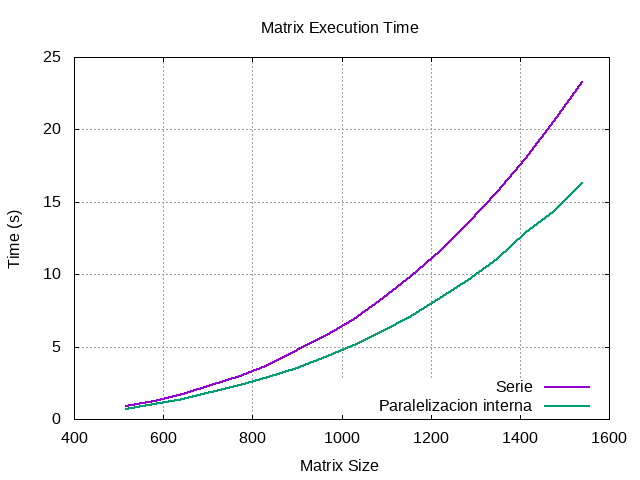 Matrix Execution Time
25
20
15
10
5
0
Time (s)
Serie
Paralelizacion interna
400 600 800 1000 1200 1400 1600
Matrix Size